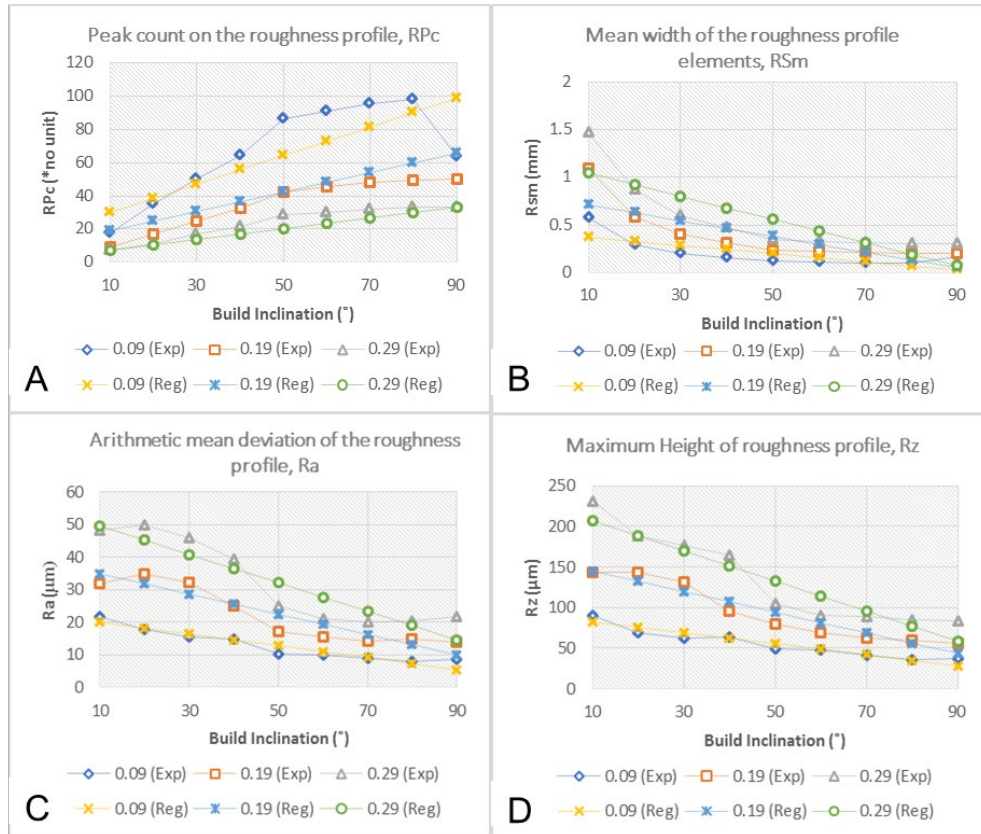 Peak count on the roughness profile, RPc
120
100
80
60
40
20
0
RPc (*no unit)
10 30 50 70 90
Build Inclination (°)
0.09 (Exp) 0.19 (Exp) 0.29 (Exp)
0.09 (Reg) 0.19 (Reg) 0.29 (Reg)
A
Mean width of the roughness profile
elements, RSm
2
1.5
1
0.5
0
Rsm (mm)
10 30 50 70 90
Build Inclination (°)
0.09 (Exp) 0.19 (Exp) 0.29 (Exp)
0.09 (Reg) 0.19 (Reg) 0.29 (Reg)
B
Arithmetic mean deviation of the roughness
profile, Ra
60
50
40
30
20
10
0
Ra (µm)
10 30 50 70 90
Build Inclination (°)
0.09 (Exp) 0.19 (Exp) 0.29 (Exp)
0.09 (Reg) 0.19 (Reg) 0.29 (Reg)
C
Maximum Height of roughness profile, Rz
250
200
150
100
50
0
Rz (µm)
10 30 50 70 90
Build Inclination (°)
0.09 (Exp) 0.19 (Exp) 0.29 (Exp)
0.09 (Reg) 0.19 (Reg) 0.29 (Reg)
D